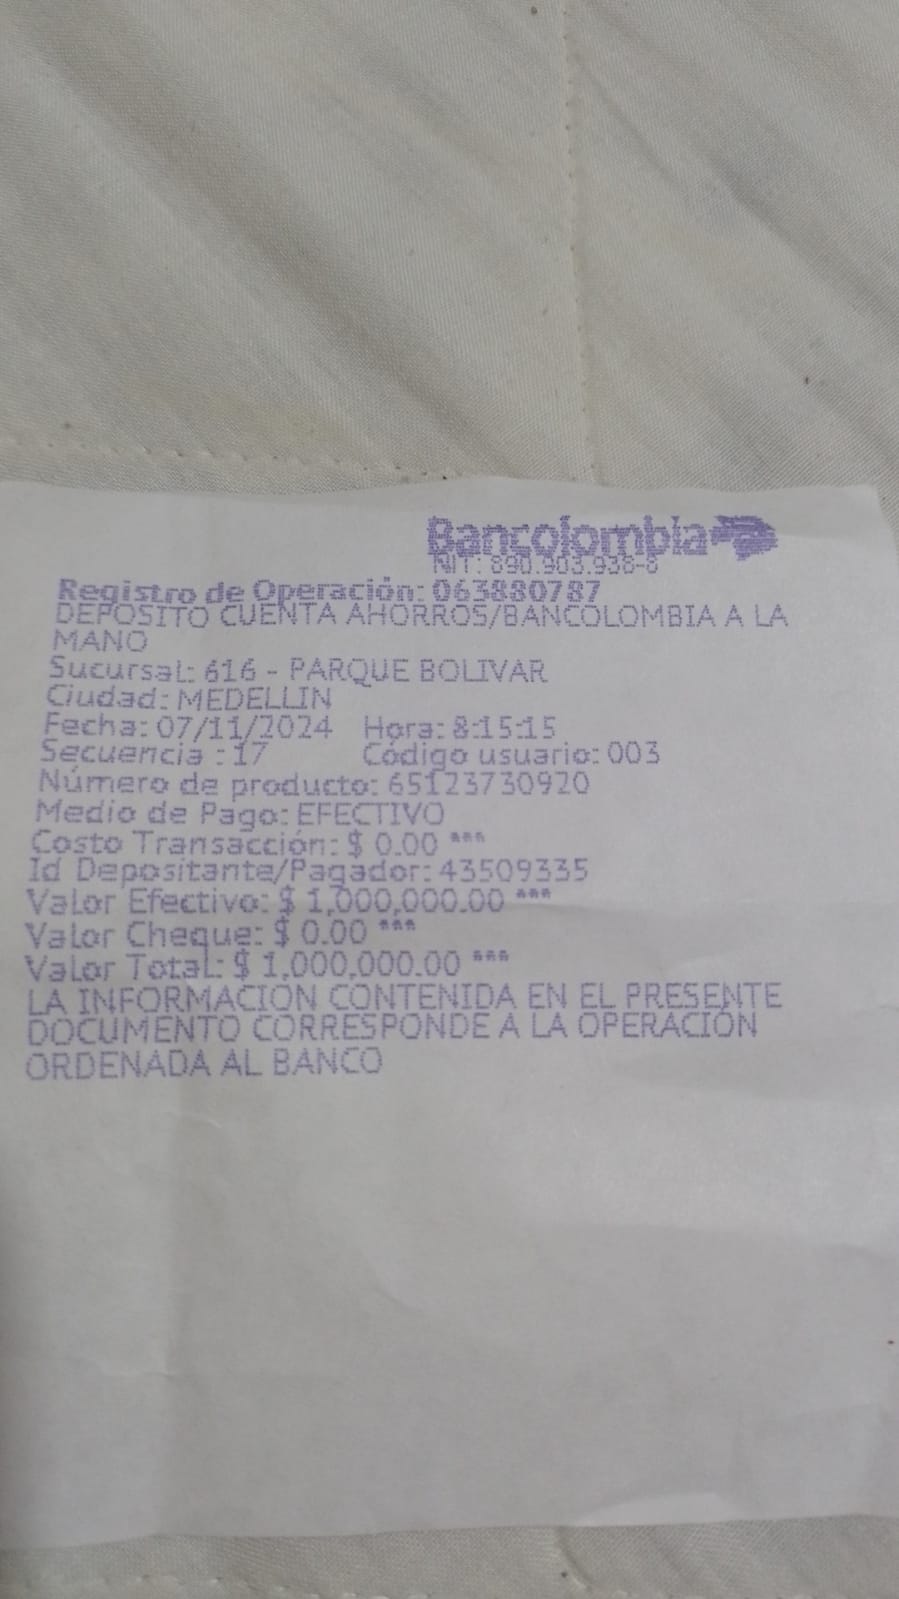 Bancolombia
NIT: 890.903.938-8
Registro de Operación: 063880787
DEPOSITO CUENTA AHORROS/BANCOLOMBIA A LA
MANO
Sucursal: 616 - PARQUE BOLIVAR
Ciudad: MEDELLIN
Fecha: 07/11/2024 Hora: 8:15:15
Secuencia : 17 Código usuario: 003
Número de producto: 65123730920
Medio de Pago: EFECTIVO
Costo Transacción: $ 0.00 ***
Id Depositante/Pagador: 43509335
Valor Efectivo: $ 1,000,000.00 ***
Valor Cheque: $ 0.00 ***
Valor Total: $ 1,000,000.00 ***
LA INFORMACION CONTENIDA EN EL PRESENTE
DOCUMENTO CORRESPONDE A LA OPERACIÓN
ORDENADA AL BANCO